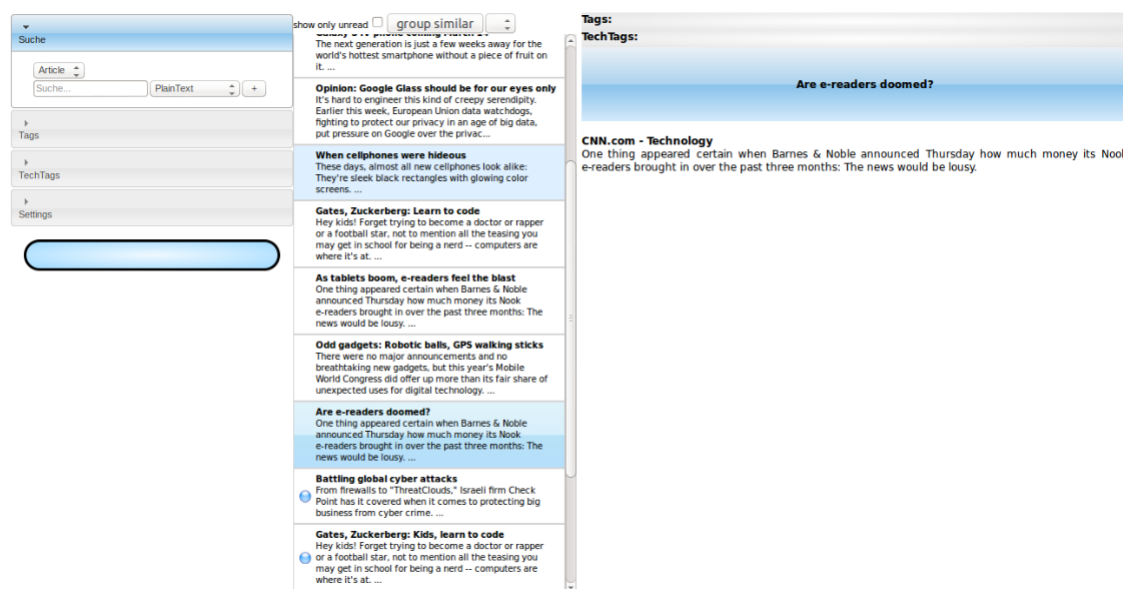 Suche
Article
Suche...
PlainText
+
Tags
TechTags
Settings
show only unread
group similar
The next generation is just a few weeks away for the
world's hottest smartphone without a piece of fruit on
it. ...
Opinion: Google Glass should be for our eyes only
It's hard to engineer this kind of creepy serendipity.
Earlier this week, European Union data watchdogs,
fighting to protect our privacy in an age of big data,
put pressure on Google over the privac...
When cellphones were hideous
These days, almost all new cellphones look alike:
They're sleek black rectangles with glowing color
screens. ...
Gates, Zuckerberg: Learn to code
Hey kids! Forget trying to become a doctor or rapper
or a football star, not to mention all the teasing you
may get in school for being a nerd -- computers are
where it's at. ...
As tablets boom, e-readers feel the blast
One thing appeared certain when Barnes & Noble
announced Thursday how much money its Nook
e-readers brought in over the past three months: The
news would be lousy. ...
Odd gadgets: Robotic balls, GPS walking sticks
There were no major announcements and no
breathtaking new gadgets, but this year's Mobile
World Congress did offer up more than its fair share of
unexpected uses for digital technology. ...
Are e-readers doomed?
One thing appeared certain when Barnes & Noble
announced Thursday how much money its Nook
e-readers brought in over the past three months: The
news would be lousy. ...
Battling global cyber attacks
From firewalls to "ThreatClouds," Israeli firm Check
Point has it covered when it comes to protecting big
business from cyber crime. ...
Gates, Zuckerberg: Kids, learn to code
Hey kids! Forget trying to become a doctor or rapper
or a football star, not to mention all the teasing you
may get in school for being a nerd -- computers are
where it's at. ...
Tags:
TechTags:
Are e-readers doomed?
CNN.com - Technology
One thing appeared certain when Barnes & Noble announced Thursday how much money its
e-readers brought in over the past three months: The news would be lousy.